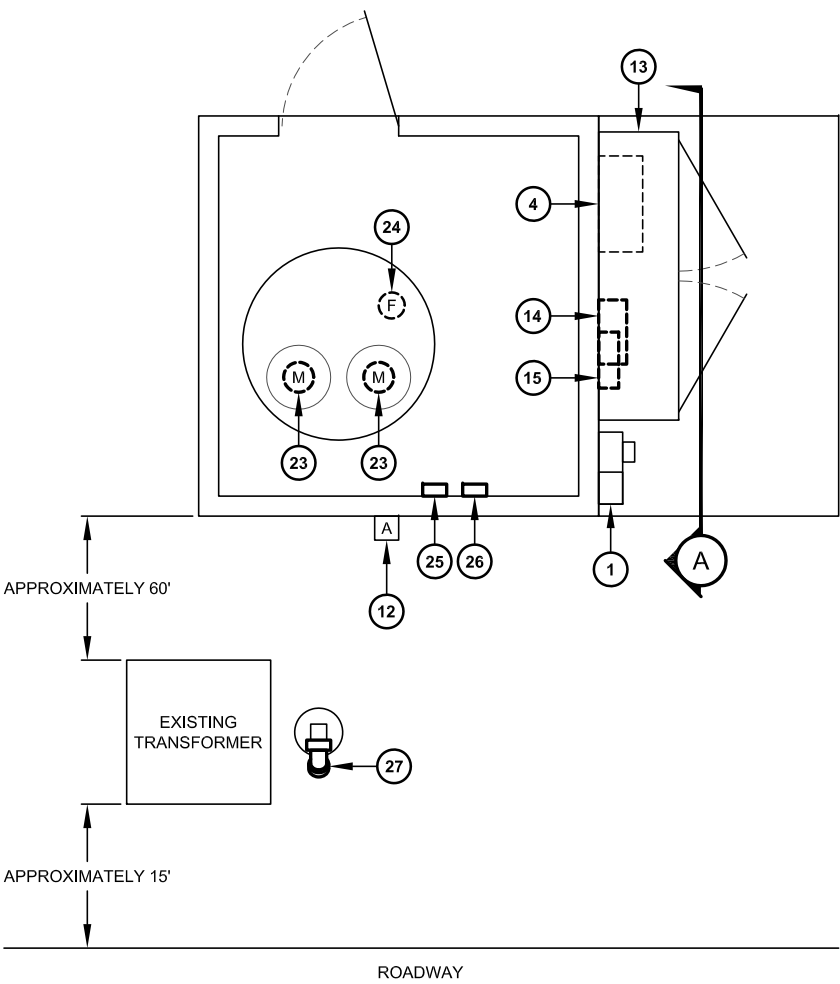 13
4
24
F
14
15
M
M
23
23
25
26
1
A
A
12
APPROXIMATELY 60'
EXISTING
TRANSFORMER
27
APPROXIMATELY 15'
ROADWAY